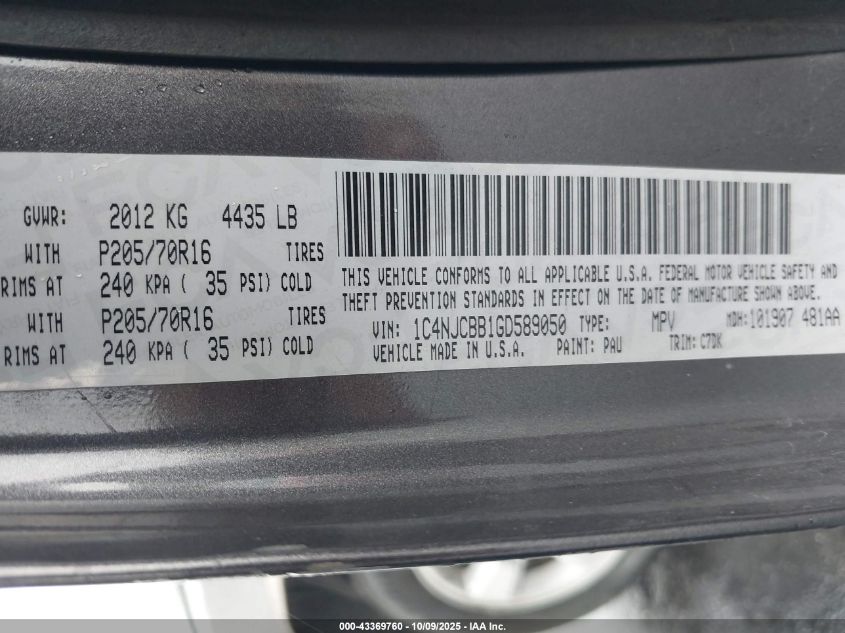 GVWR: 2012 KG 4435 LB
WITH P205/70R16 TIRES
RIMS AT 240 KPA ( 35 PSI) COLD
WITH P205/70R16 TIRES
RIMS AT 240 KPA ( 35 PSI) COLD
THIS VEHICLE CONFORMS TO ALL APPLICABLE U.S.A. FEDERAL MOTOR VEHICLE SAFETY AND
THEFT PREVENTION STANDARDS IN EFFECT ON THE DATE OF MANUFACTURE SHOWN ABOVE.
VIN: 1C4NJCBB1GD589050 TYPE: MPV MDH:101907 481AA
VEHICLE MADE IN U.S.A. PAINT: PAU TRIM: C7DK
000-43369760 - 10/09/2025 - IAA Inc.